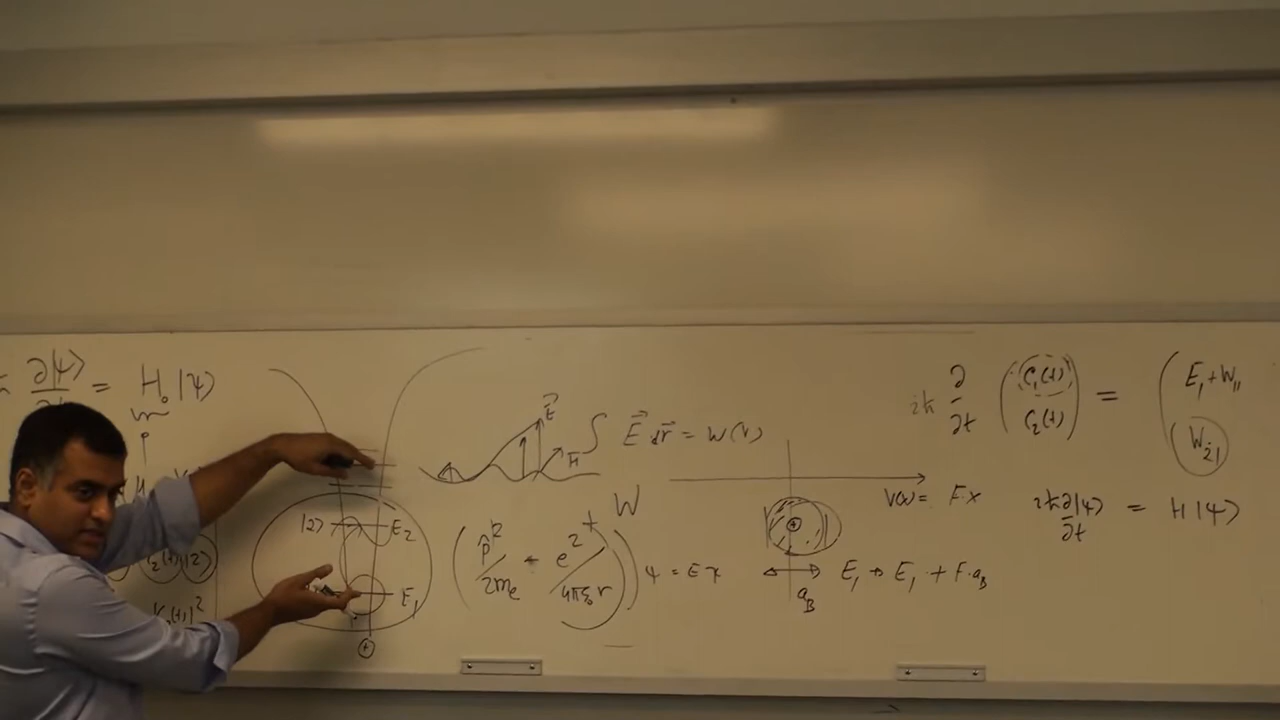 ∂|ψ⟩/∂t = H₀|ψ⟩
|2⟩ E₂
E₁
+
E⃗
H⃗
∫ E⃗ dr⃗ = W(r)
(p̂²/2mₑ - e²/4πε₀r) + W
ψ = Eψ
V(x) = Fx
+
a_B
E₁ → E₁ + F·a_B
iħ ∂/∂t (C₁(t) C₂(t)) = (E₁ + W₁₁ W₂₁
iħ ∂|ψ⟩/∂t = H|ψ⟩